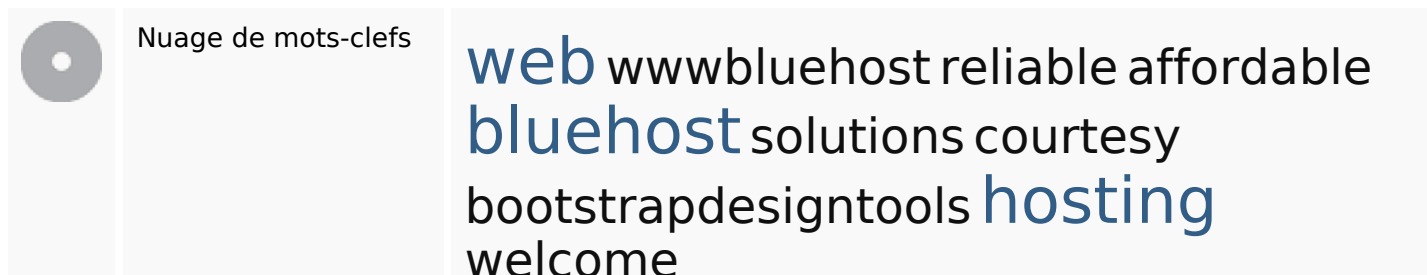 Nuage de mots-clefs
web wwwbluehost reliable affordable
bluehost solutions courtesy
bootstrapdesigntools hosting
welcome